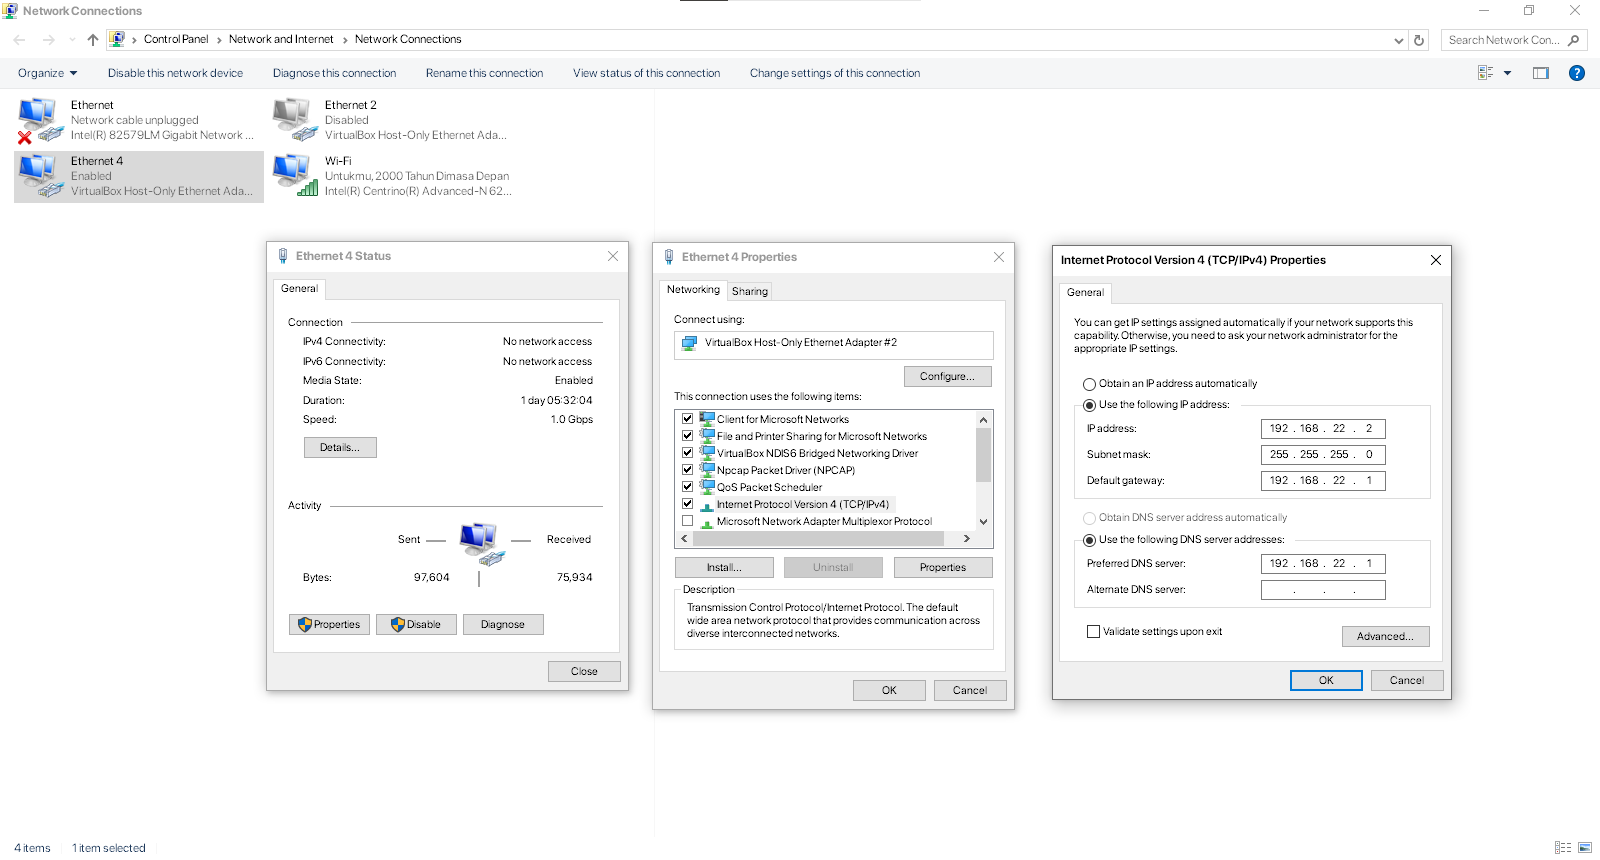 Network Connections
Control Panel > Network and Internet > Network Connections
Search Network Con...
Organize
Disable this network device
Diagnose this connection
Rename this connection
View status of this connection
Change settings of this connection
Ethernet
Network cable unplugged
Intel(R) 82579LM Gigabit Network ...
Ethernet 2
Disabled
VirtualBox Host-Only Ethernet Ada...
Ethernet 4
Enabled
VirtualBox Host-Only Ethernet Ada...
Wi-Fi
Untukmu, 2000 Tahun Dimasa Depan
Intel(R) Centrino(R) Advanced-N 62...
Ethernet 4 Status
General
Connection
IPv4 Connectivity: No network access
IPv6 Connectivity: No network access
Media State: Enabled
Duration: 1 day 05:32:04
Speed: 1.0 Gbps
Details...
Activity
Sent Received
Bytes: 97,604 75,934
Properties
Disable
Diagnose
Close
Ethernet 4 Properties
Networking
Sharing
Connect using:
VirtualBox Host-Only Ethernet Adapter #2
Configure...
This connection uses the following items:
Client for Microsoft Networks
File and Printer Sharing for Microsoft Networks
VirtualBox NDIS6 Bridged Networking Driver
Npcap Packet Driver (NPCAP)
QoS Packet Scheduler
Internet Protocol Version 4 (TCP/IPv4)
Microsoft Network Adapter Multiplexor Protocol
Install...
Uninstall
Properties
Description
Transmission Control Protocol/Internet Protocol. The default
wide area network protocol that provides communication across
diverse interconnected networks.
OK
Cancel
Internet Protocol Version 4 (TCP/IPv4) Properties
General
You can get IP settings assigned automatically if your network supports this
capability. Otherwise, you need to ask your network administrator for the
appropriate IP settings.
Obtain an IP address automatically
Use the following IP address:
IP address: 192 . 168 . 22 . 2
Subnet mask: 255 . 255 . 255 . 0
Default gateway: 192 . 168 . 22 . 1
Obtain DNS server address automatically
Use the following DNS server addresses:
Preferred DNS server: 192 . 168 . 22 . 1
Alternate DNS server: . . .
Validate settings upon exit
Advanced...
OK
Cancel
4 items
1 item selected